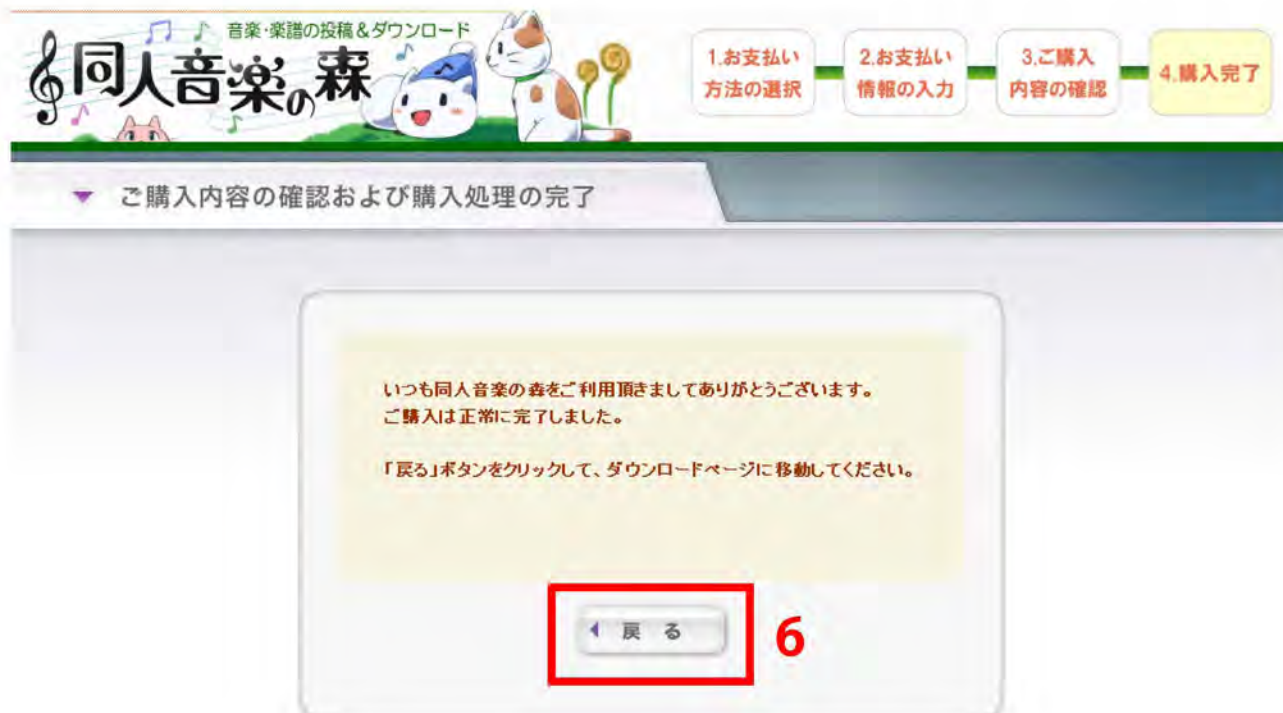 音楽・楽譜の投稿＆ダウンロード
同人音楽の森
1.お支払い
方法の選択
2.お支払い
情報の入力
3.ご購入
内容の確認
4.購入完了
ご購入内容の確認および購入処理の完了
いつも同人音楽の森をご利用頂きましてありがとうございます。
ご購入は正常に完了しました。
「戻る」ボタンをクリックして、ダウンロードページに移動してください。
戻 る
6